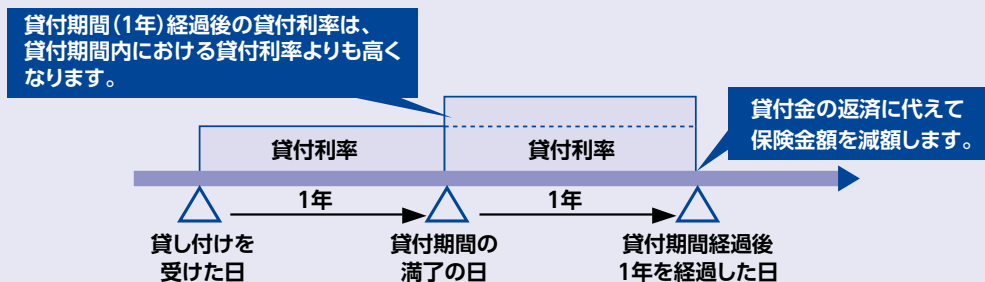 貸付期間(1年)経過後の貸付利率は、
貸付期間内における貸付利率よりも高く
なります。
貸付金の返済に代えて
保険金額を減額します。
貸付利率
貸付利率
1年
1年
貸し付けを
受けた日
貸付期間の
満了の日
貸付期間経過後
1年を経過した日